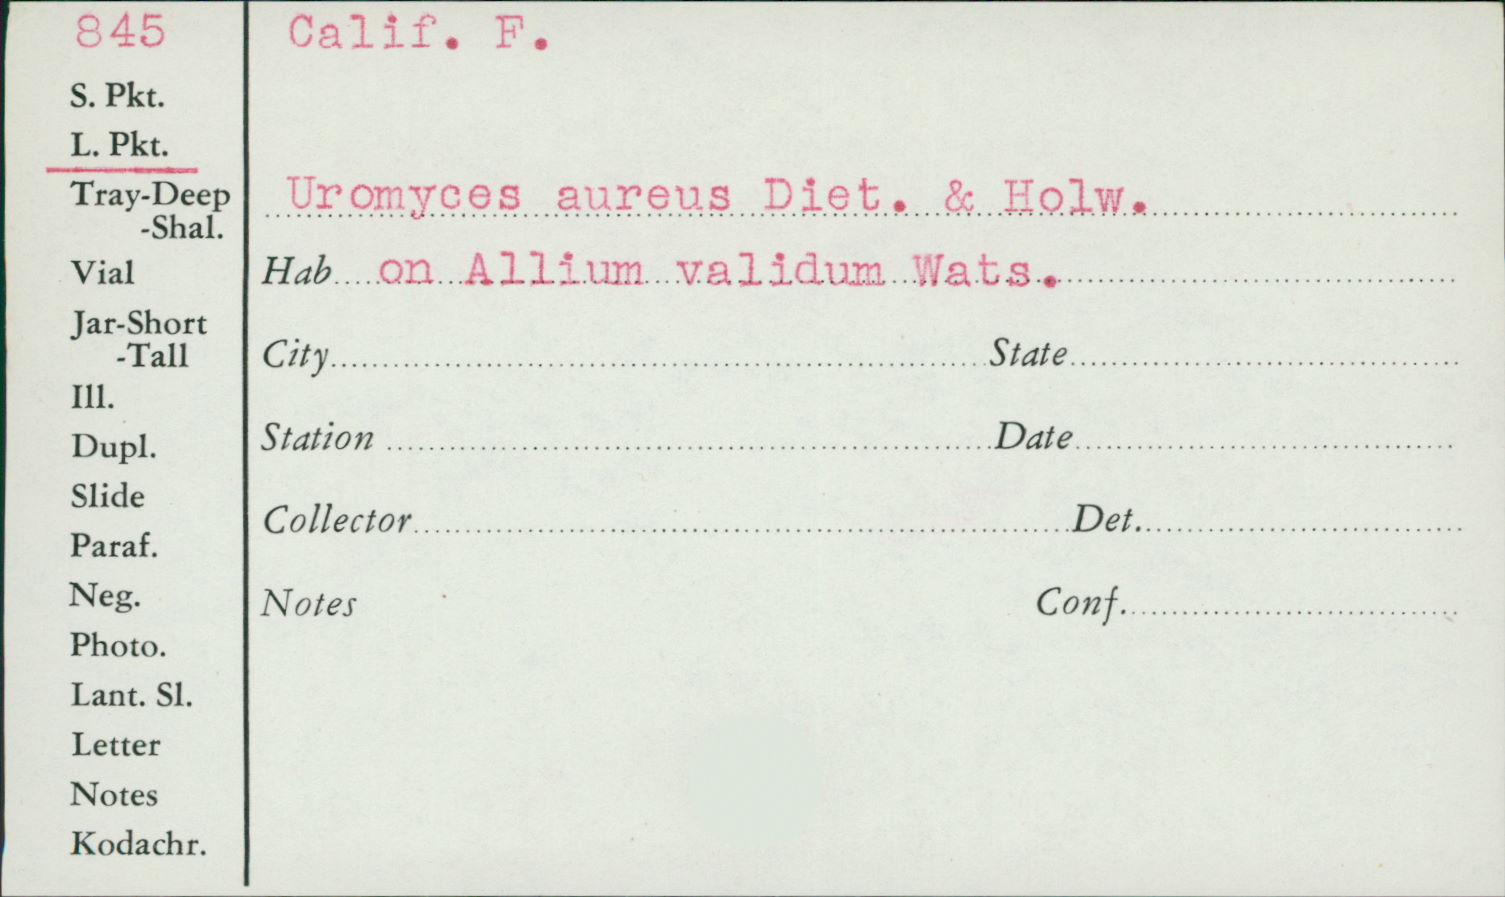 845
S. Pkt.
L. Pkt.
Tray-Deep
-Shal.
Vial
Jar-Short
-Tall
Ill.
Dupl.
Slide
Paraf.
Neg.
Photo.
Lant. Sl.
Letter
Notes
Kodachr.
Calif. F.
Uromyces aureus Diet. & Holw.
Hab on Allium validum Wats.
City State
Station Date
Collector Det.
Notes Conf.